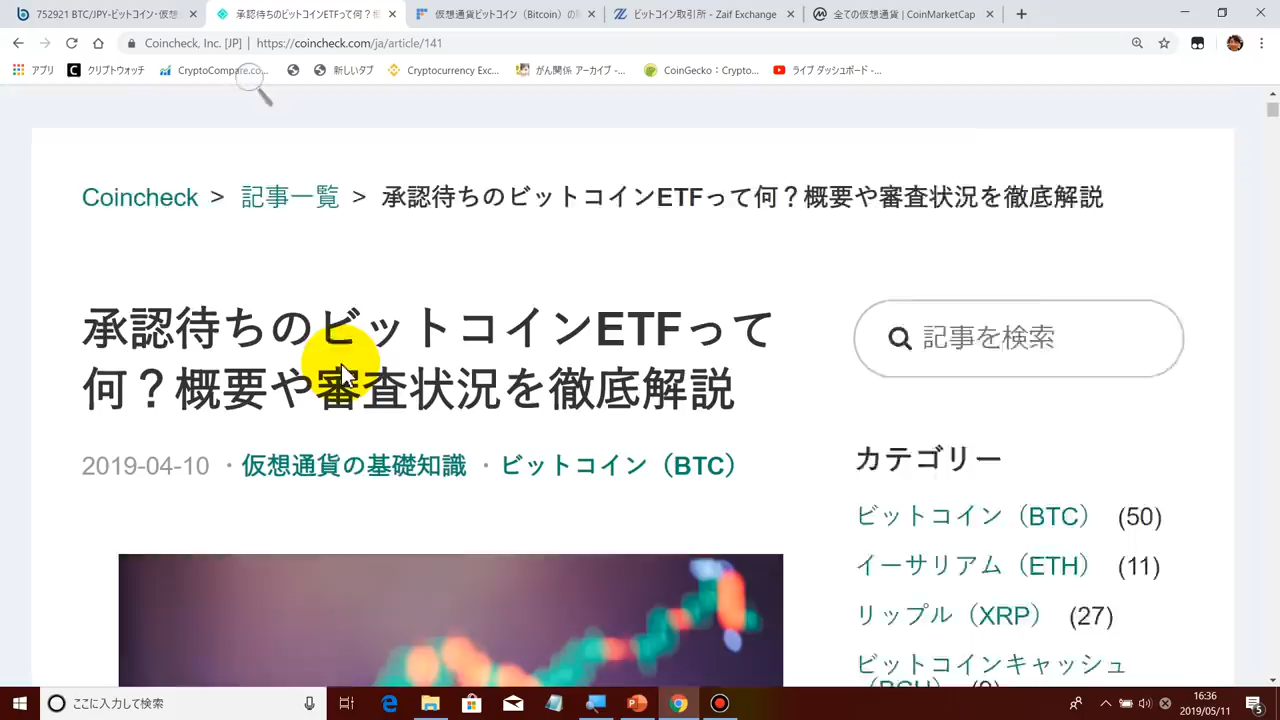 752921 BTC/JPY-ビットコイン・仮想
承認待ちのビットコインETFって何？
仮想通貨ビットコイン（Bitcoin）の
ビットコイン取引所 - Zaif Exchange
全ての仮想通貨 | CoinMarketCap
Coincheck, Inc. [JP] | https://coincheck.com/ja/article/141
アプリ
クリプトウォッチ
CryptoCompare.co...
新しいタブ
Cryptocurrency Exc...
がん関係 アーカイブ - ...
CoinGecko：Crypto...
ライブ ダッシュボード - ...
Coincheck > 記事一覧 > 承認待ちのビットコインETFって何？概要や審査状況を徹底解説
承認待ちのビットコインETFって
何？概要や審査状況を徹底解説
2019-04-10 ・仮想通貨の基礎知識 ・ビットコイン（BTC）
記事を検索
カテゴリー
ビットコイン（BTC） (50)
イーサリアム（ETH） (11)
リップル（XRP） (27)
ビットコインキャッシュ
ここに入力して検索
16:36
2019/05/11
5